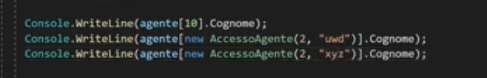 Console.WriteLine(agente[10].Cognome);
Console.WriteLine(agente[new AccessoAgente(2, "uwd")].Cognome);
Console.WriteLine(agente[new AccessoAgente(2, "xyz")].Cognome);